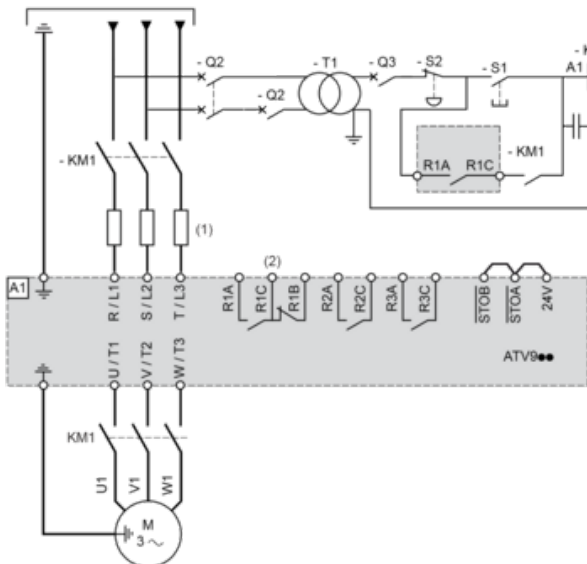 - Q2
- T1
- Q3
- S2
- S1
A1
- Q2
- KM1
R1A
R1C
- KM1
(1)
(2)
A1
R / L1
S / L2
T / L3
R1A
R1C
R1B
R2A
R2C
R3A
R3C
STOB
STOA
24V
U / T1
V / T2
W / T3
ATV9●●
KM1
U1
V1
W1
M
3 ~